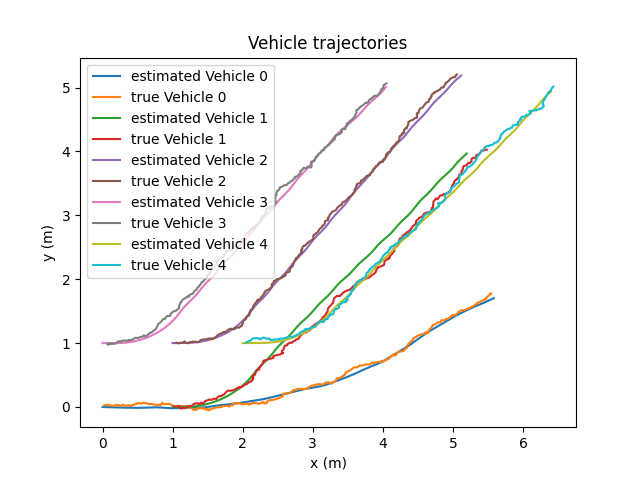 Vehicle trajectories
estimated Vehicle 0
true Vehicle 0
estimated Vehicle 1
true Vehicle 1
estimated Vehicle 2
true Vehicle 2
estimated Vehicle 3
true Vehicle 3
estimated Vehicle 4
true Vehicle 4
y (m)
5
4
3
2
1
0
0 1 2 3 4 5 6
x (m)